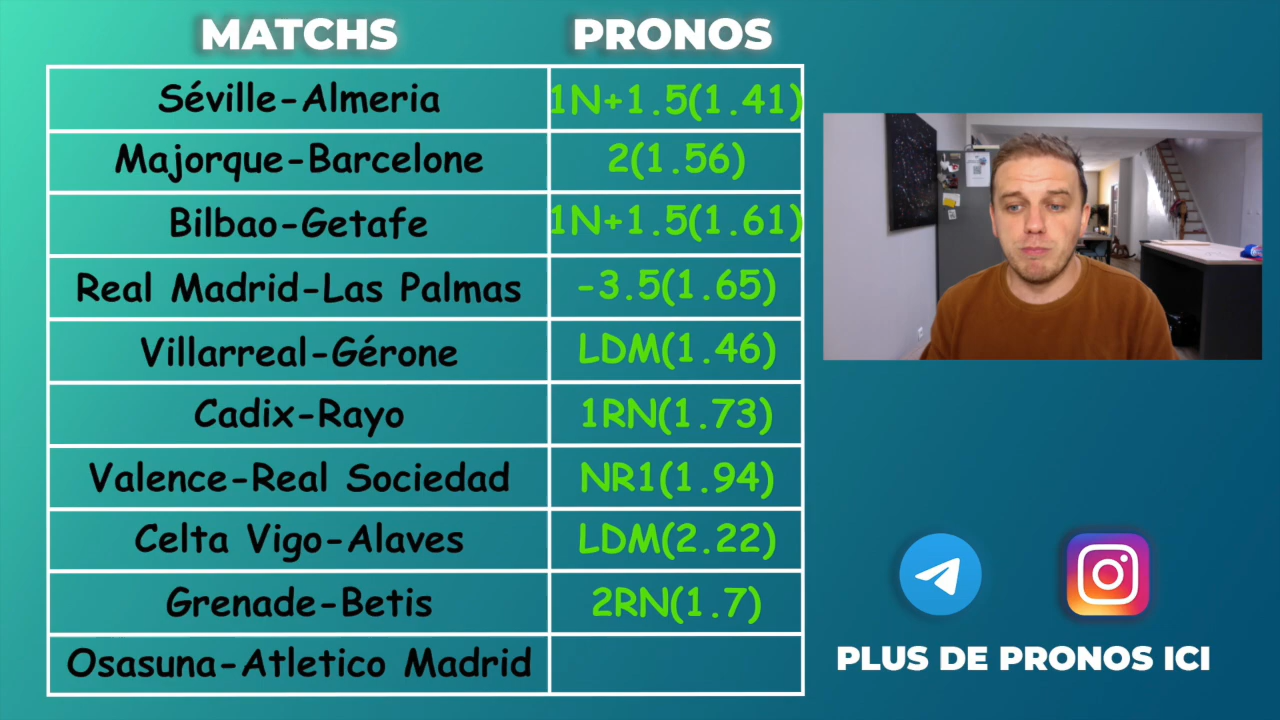 MATCHS PRONOS
Séville-Almeria 1N+1.5(1.41)
Majorque-Barcelone 2(1.56)
Bilbao-Getafe 1N+1.5(1.61)
Real Madrid-Las Palmas -3.5(1.65)
Villarreal-Gérone LDM(1.46)
Cadix-Rayo 1RN(1.73)
Valence-Real Sociedad NR1(1.94)
Celta Vigo-Alaves LDM(2.22)
Grenade-Betis 2RN(1.7)
Osasuna-Atletico Madrid
PLUS DE PRONOS ICI